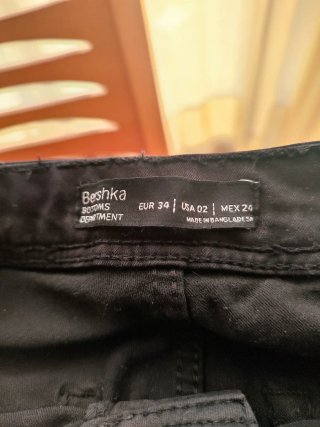 Bershka
BOTTOMS
DEPARTMENT
EUR 34 | USA 02 | MEX 24
MADE IN BANGLADESH